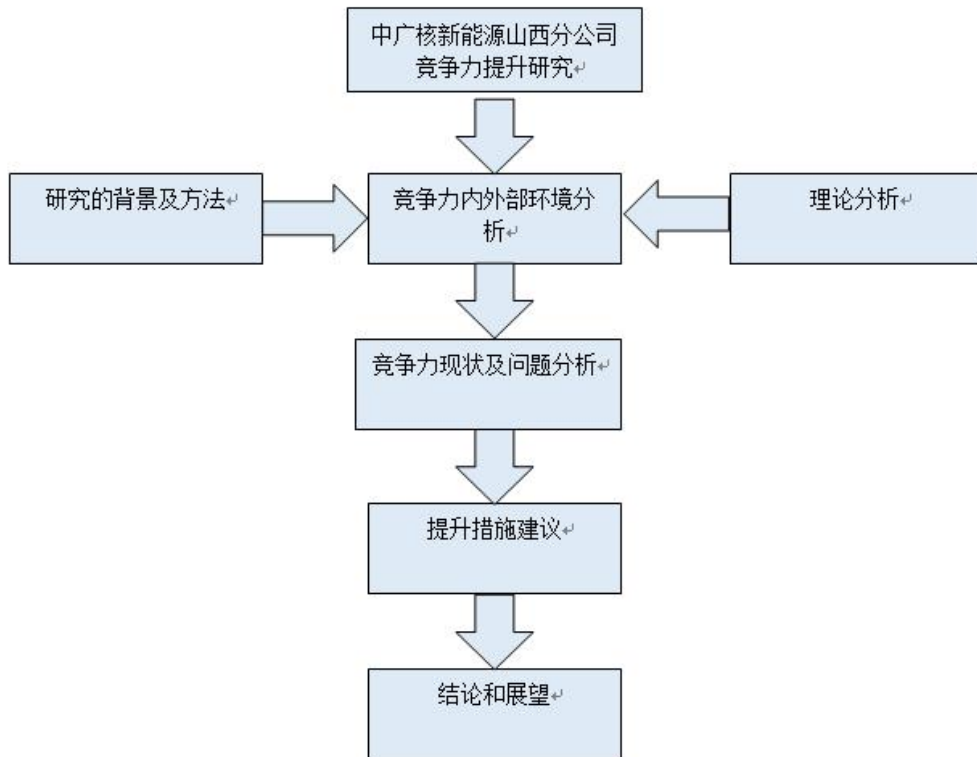 中广核新能源山西分公司
竞争力提升研究↵
研究的背景及方法↵
竞争力内外部环境分
析↵
理论分析↵
竞争力现状及问题分析↵
提升措施建议↵
结论和展望↵